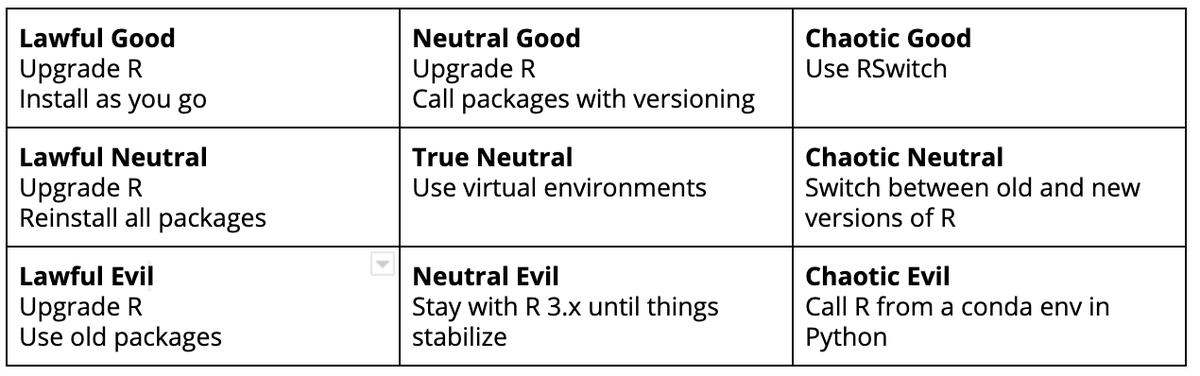 Lawful Good
Upgrade R
Install as you go
Neutral Good
Upgrade R
Call packages with versioning
Chaotic Good
Use RSwitch
Lawful Neutral
Upgrade R
Reinstall all packages
True Neutral
Use virtual environments
Chaotic Neutral
Switch between old and new
versions of R
Lawful Evil
Upgrade R
Use old packages
Neutral Evil
Stay with R 3.x until things
stabilize
Chaotic Evil
Call R from a conda env in
Python